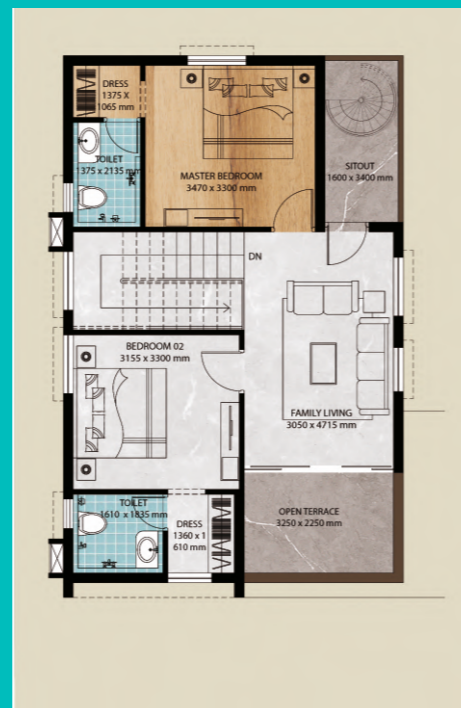 DRESS
1375 X
1065 mm
TOILET
1375 x 2135 mm
MASTER BEDROOM
3470 x 3300 mm
SITOUT
1600 x 3400 mm
DN
BEDROOM 02
3155 x 3300 mm
FAMILY LIVING
3050 x 4715 mm
TOILET
1610 x 1835 mm
DRESS
1360 x 1
610 mm
OPEN TERRACE
3250 x 2250 mm